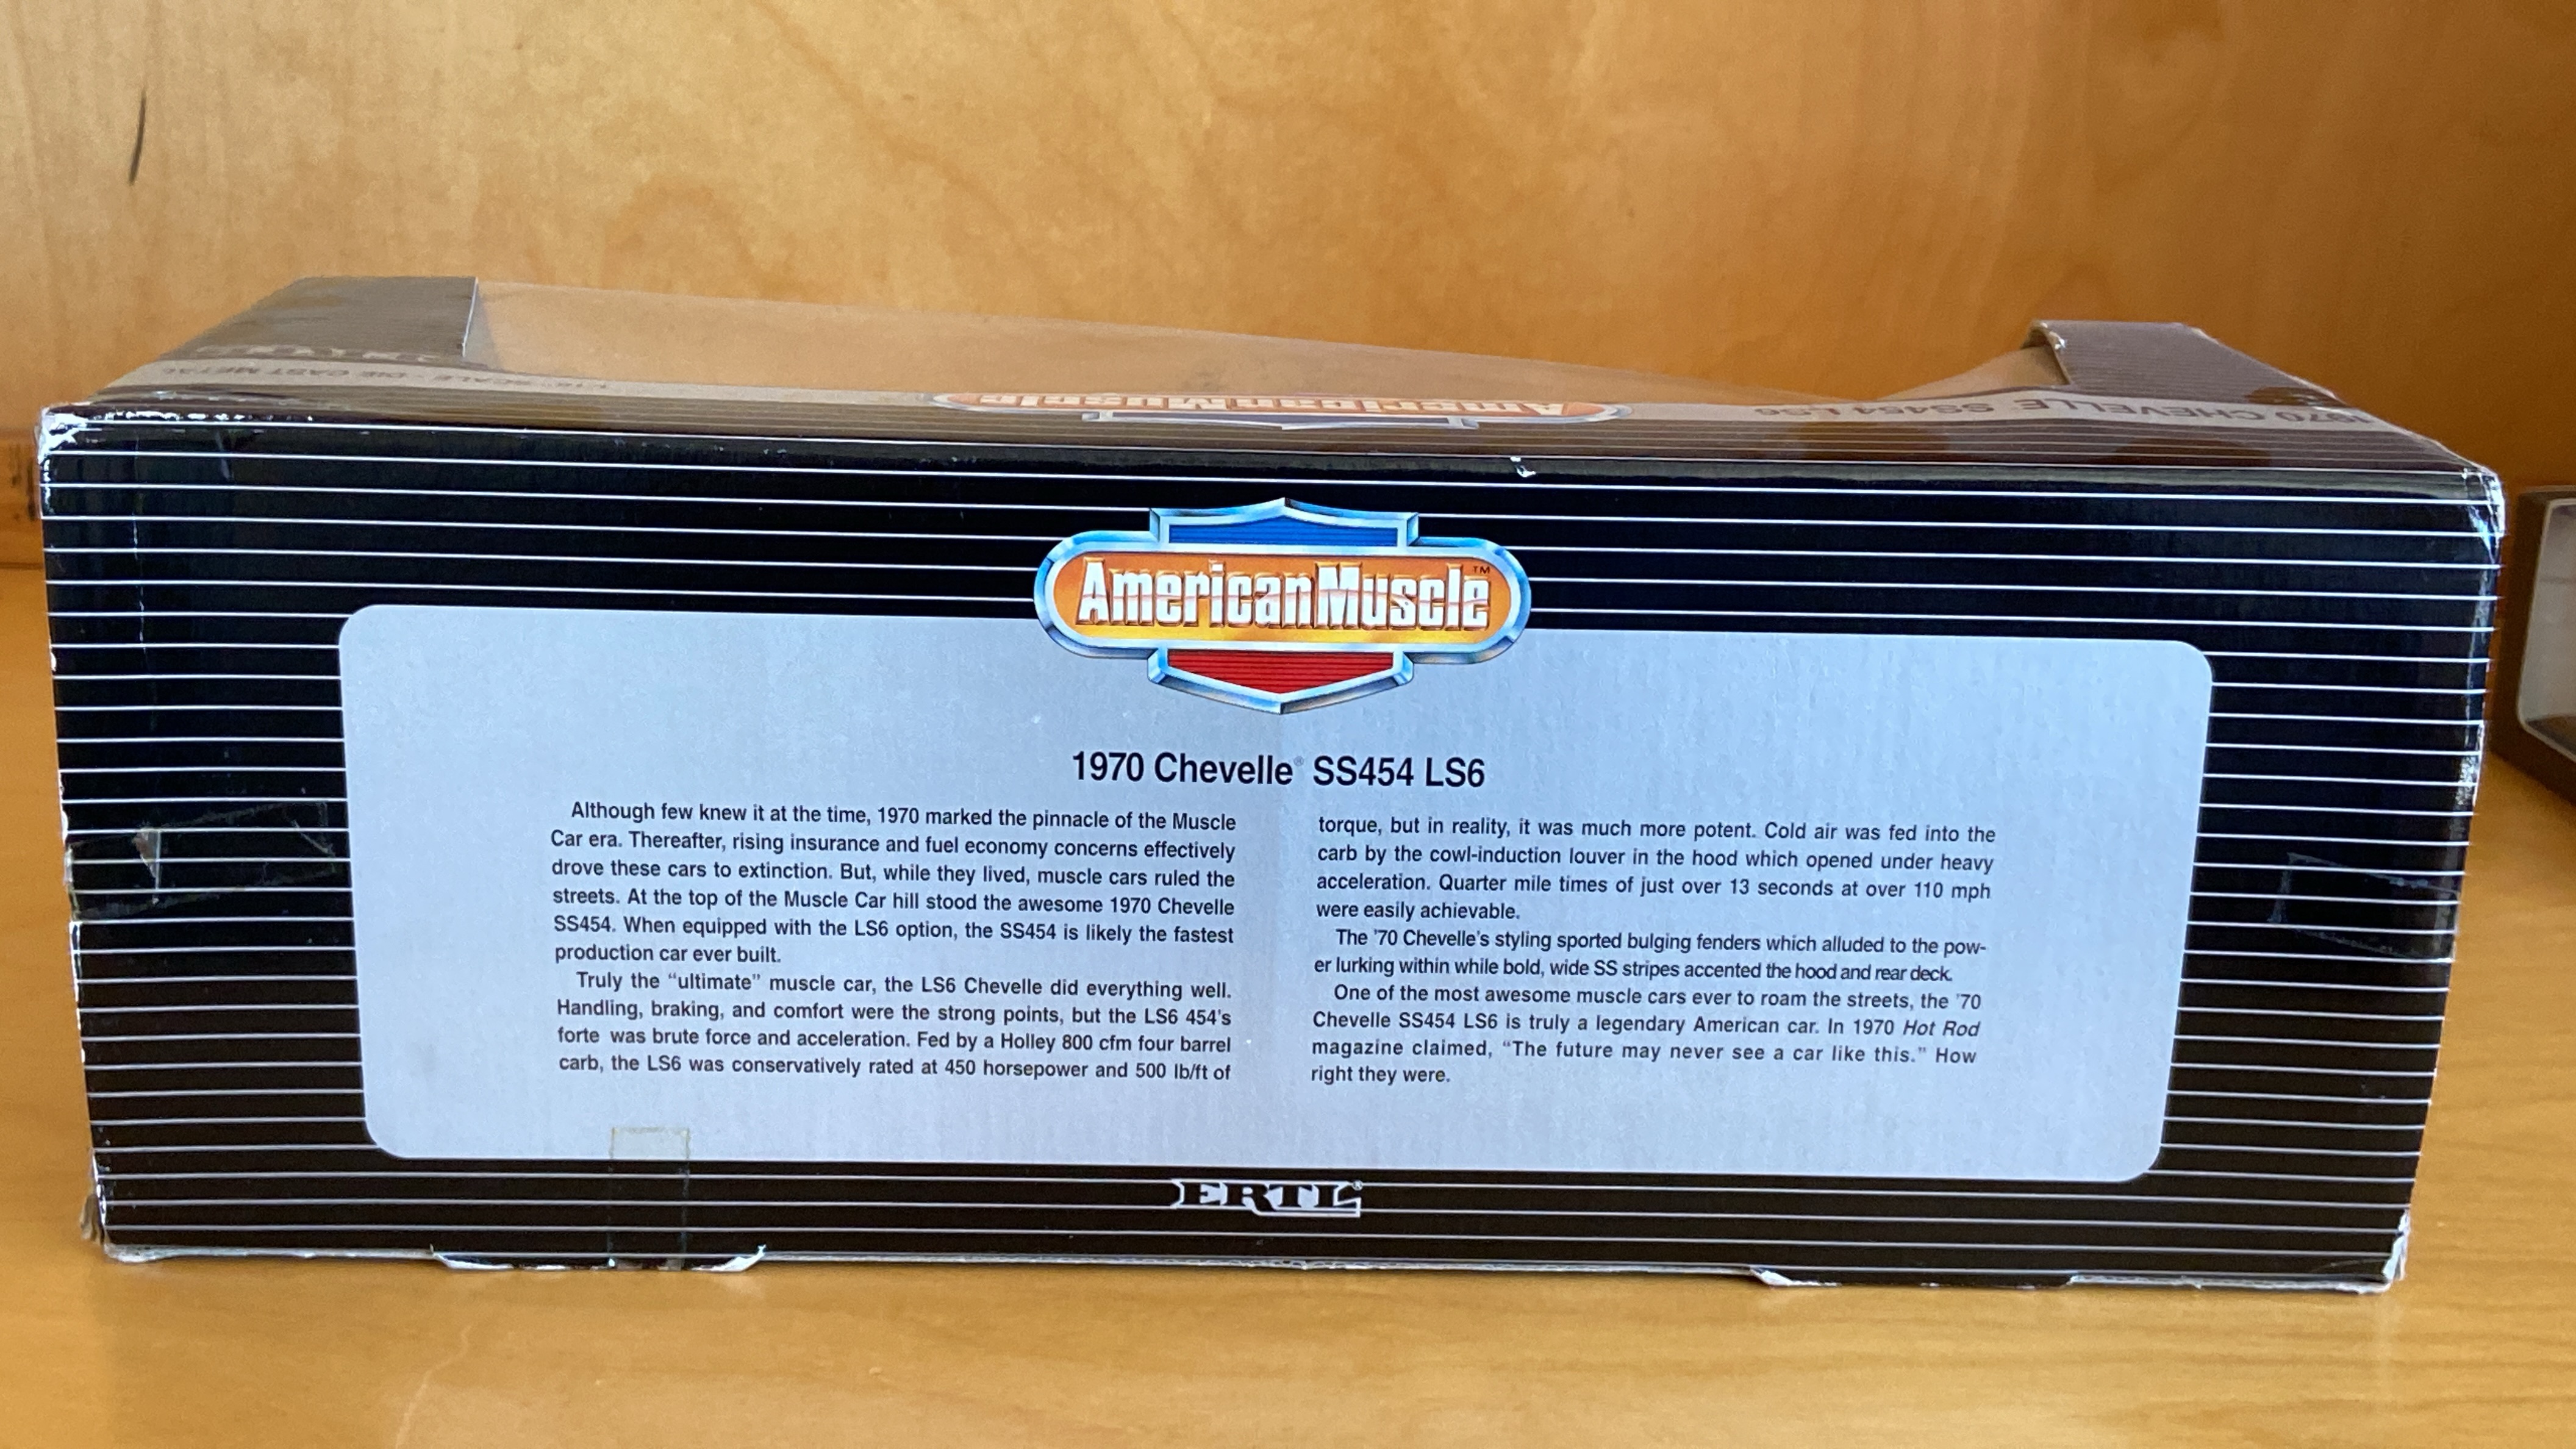 1970 CHEVELLE SS454 LS6
AmericanMuscle
SCALE - DIE CAST METAL
AmericanMuscle™
1970 Chevelle® SS454 LS6
Although few knew it at the time, 1970 marked the pinnacle of the Muscle
Car era. Thereafter, rising insurance and fuel economy concerns effectively
drove these cars to extinction. But, while they lived, muscle cars ruled the
streets. At the top of the Muscle Car hill stood the awesome 1970 Chevelle
SS454. When equipped with the LS6 option, the SS454 is likely the fastest
production car ever built.
Truly the “ultimate” muscle car, the LS6 Chevelle did everything well.
Handling, braking, and comfort were the strong points, but the LS6 454's
forte was brute force and acceleration. Fed by a Holley 800 cfm four barrel
carb, the LS6 was conservatively rated at 450 horsepower and 500 lb/ft of
torque, but in reality, it was much more potent. Cold air was fed into the
carb by the cowl-induction louver in the hood which opened under heavy
acceleration. Quarter mile times of just over 13 seconds at over 110 mph
were easily achievable.
The '70 Chevelle's styling sported bulging fenders which alluded to the pow-
er lurking within while bold, wide SS stripes accented the hood and rear deck.
One of the most awesome muscle cars ever to roam the streets, the '70
Chevelle SS454 LS6 is truly a legendary American car. In 1970 Hot Rod
magazine claimed, “The future may never see a car like this.” How
right they were.
ERTL®